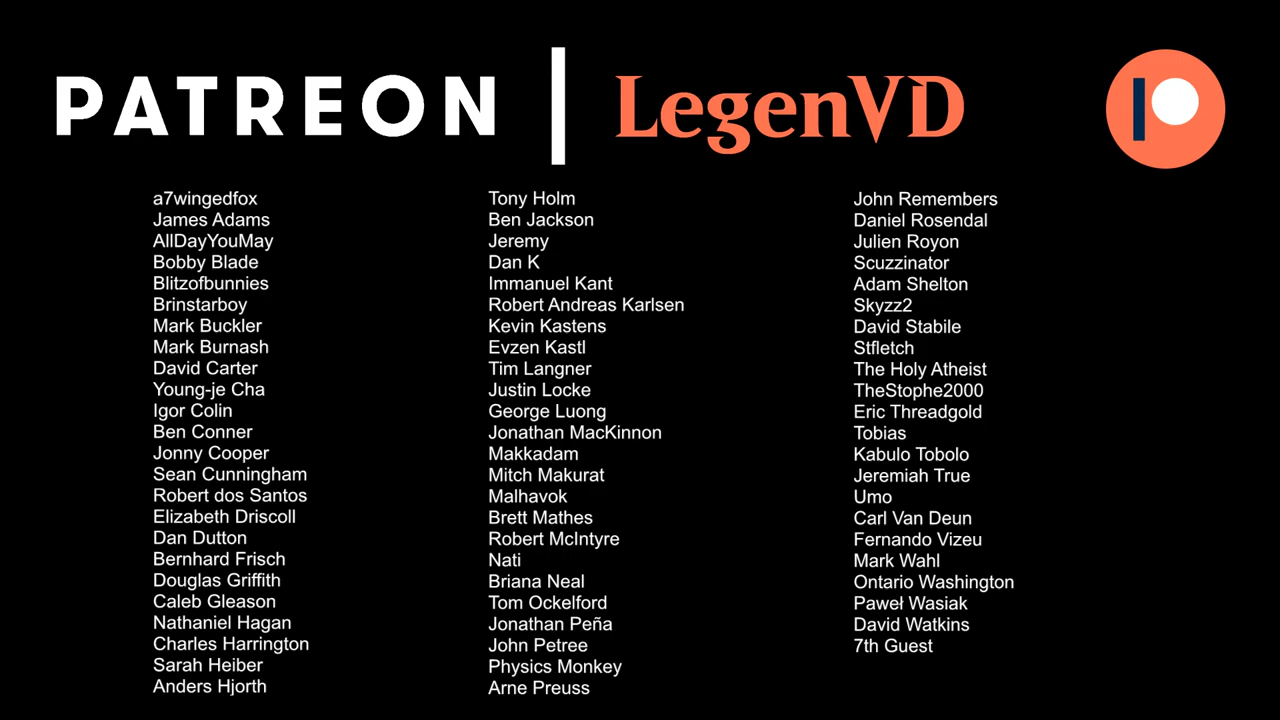 PATREON | LegenVD
a7wingedfox
James Adams
AllDayYouMay
Bobby Blade
Blitzofbunnies
Brinstarboy
Mark Buckler
Mark Burnash
David Carter
Young-je Cha
Igor Colin
Ben Conner
Jonny Cooper
Sean Cunningham
Robert dos Santos
Elizabeth Driscoll
Dan Dutton
Bernhard Frisch
Douglas Griffith
Caleb Gleason
Nathaniel Hagan
Charles Harrington
Sarah Heiber
Anders Hjorth
Tony Holm
Ben Jackson
Jeremy
Dan K
Immanuel Kant
Robert Andreas Karlsen
Kevin Kastens
Evzen Kastl
Tim Langner
Justin Locke
George Luong
Jonathan MacKinnon
Makkadam
Mitch Makurat
Malhavok
Brett Mathes
Robert McIntyre
Nati
Briana Neal
Tom Ockelford
Jonathan Peña
John Petree
Physics Monkey
Arne Preuss
John Remembers
Daniel Rosendal
Julien Royon
Scuzzinator
Adam Shelton
Skyzz2
David Stabile
Stfletch
The Holy Atheist
TheStophe2000
Eric Threadgold
Tobias
Kabulo Tobolo
Jeremiah True
Umo
Carl Van Deun
Fernando Vizeu
Mark Wahl
Ontario Washington
Paweł Wasiak
David Watkins
7th Guest